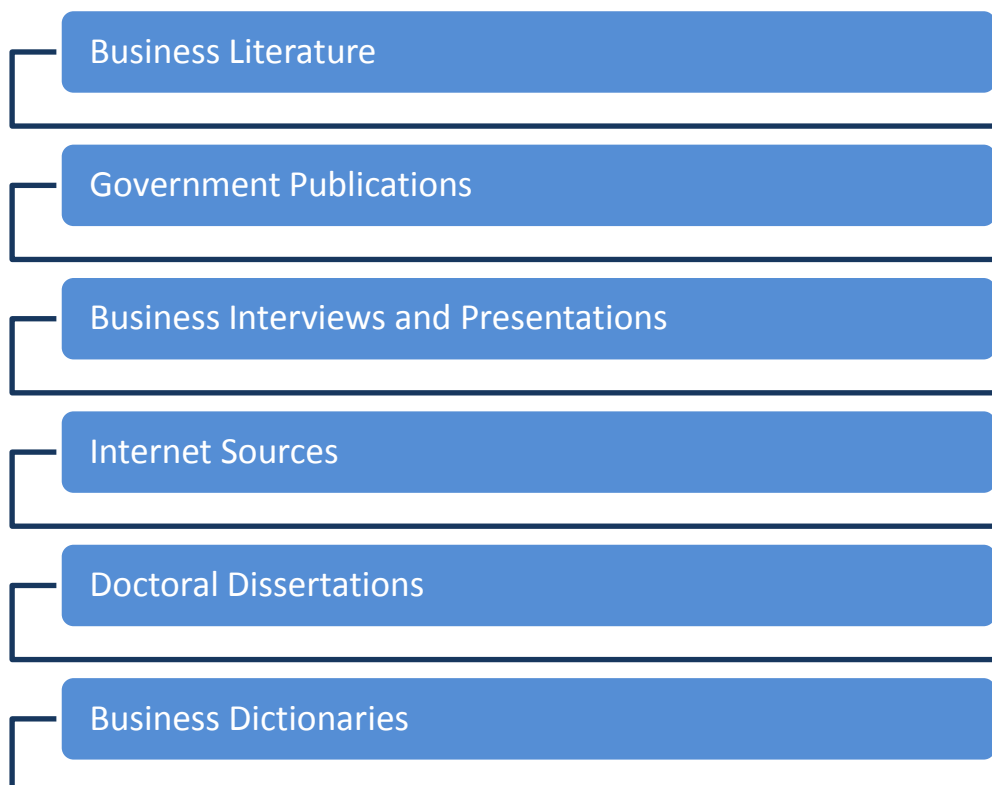 Business Literature
Government Publications
Business Interviews and Presentations
Internet Sources
Doctoral Dissertations
Business Dictionaries